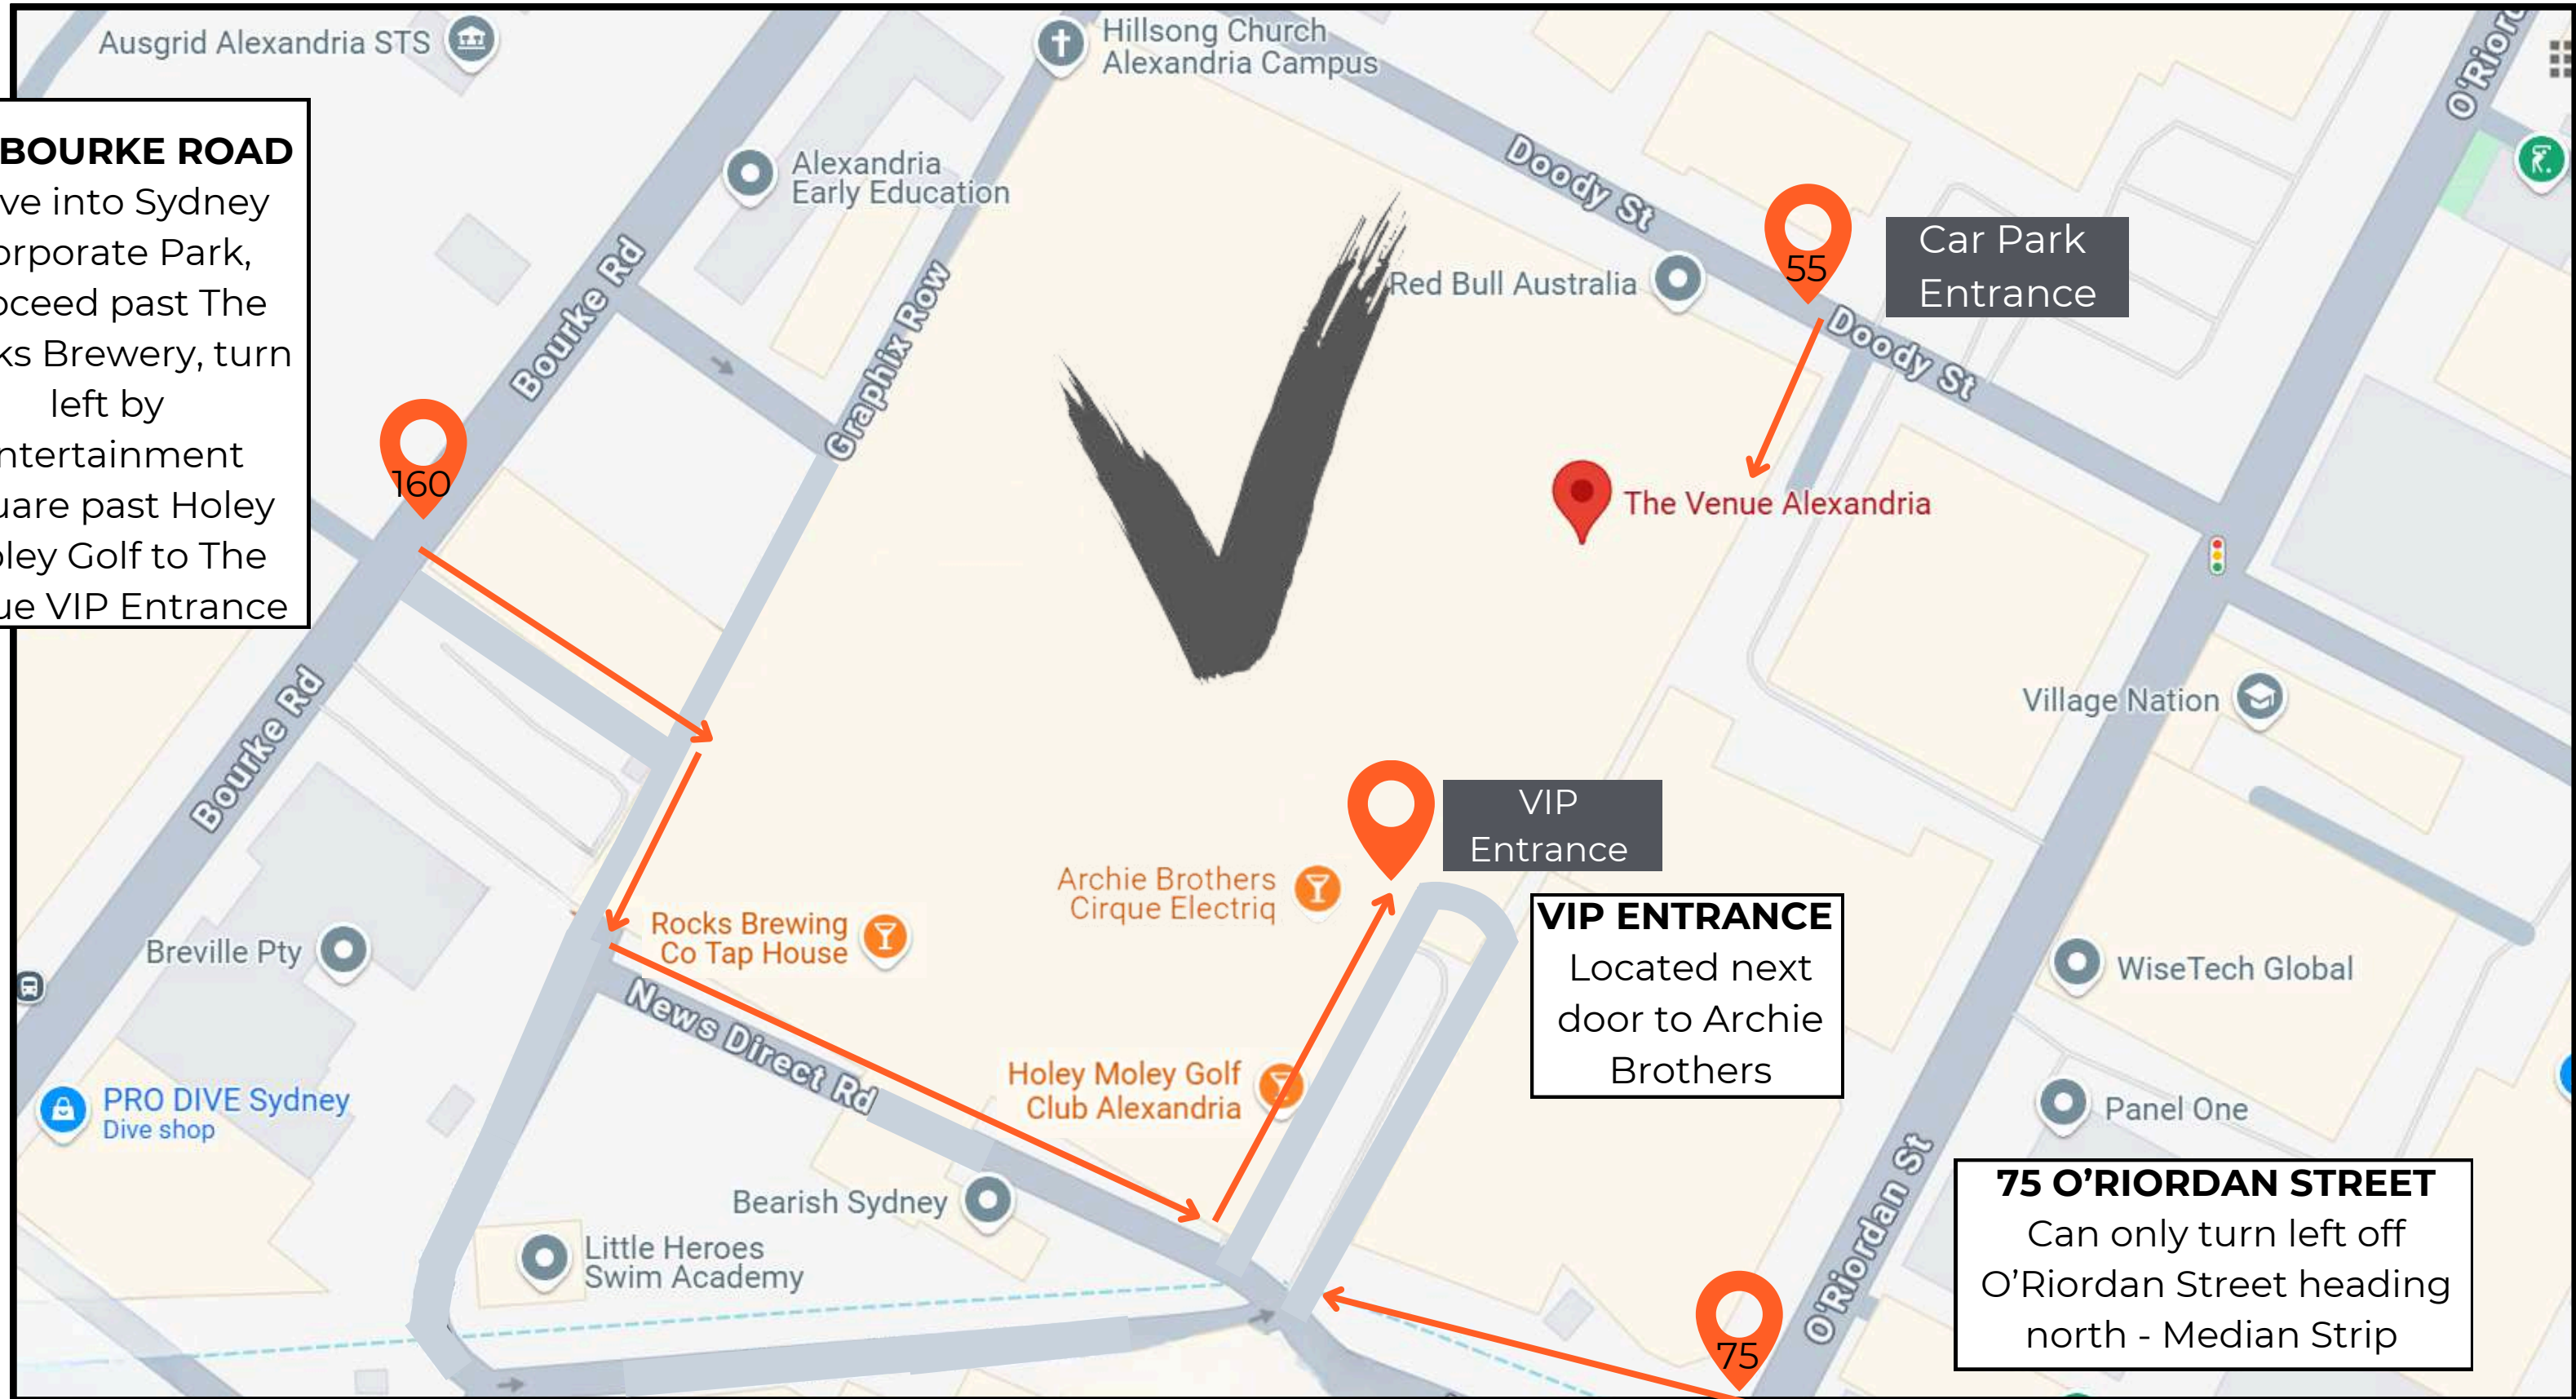 Ausgrid Alexandria STS
Hillsong Church
Alexandria Campus
O'Riord
BOURKE ROAD
ve into Sydney
orporate Park,
oceed past The
ks Brewery, turn
left by
ntertainment
uare past Holey
oley Golf to The
ue VIP Entrance
Alexandria
Early Education
Doody St
Red Bull Australia
55
Car Park
Entrance
Bourke Rd
Graphix Row
Doody St
160
The Venue Alexandria
Bourke Rd
Village Nation
VIP
Entrance
Archie Brothers
Cirque Electriq
VIP ENTRANCE
Located next
door to Archie
Brothers
Rocks Brewing
Co Tap House
Breville Pty
WiseTech Global
News Direct Rd
Holey Moley Golf
Club Alexandria
PRO DIVE Sydney
Dive shop
Panel One
Bearish Sydney
Little Heroes
Swim Academy
O'Riordan St
75 O’RIORDAN STREET
Can only turn left off
O’Riordan Street heading
north - Median Strip
75